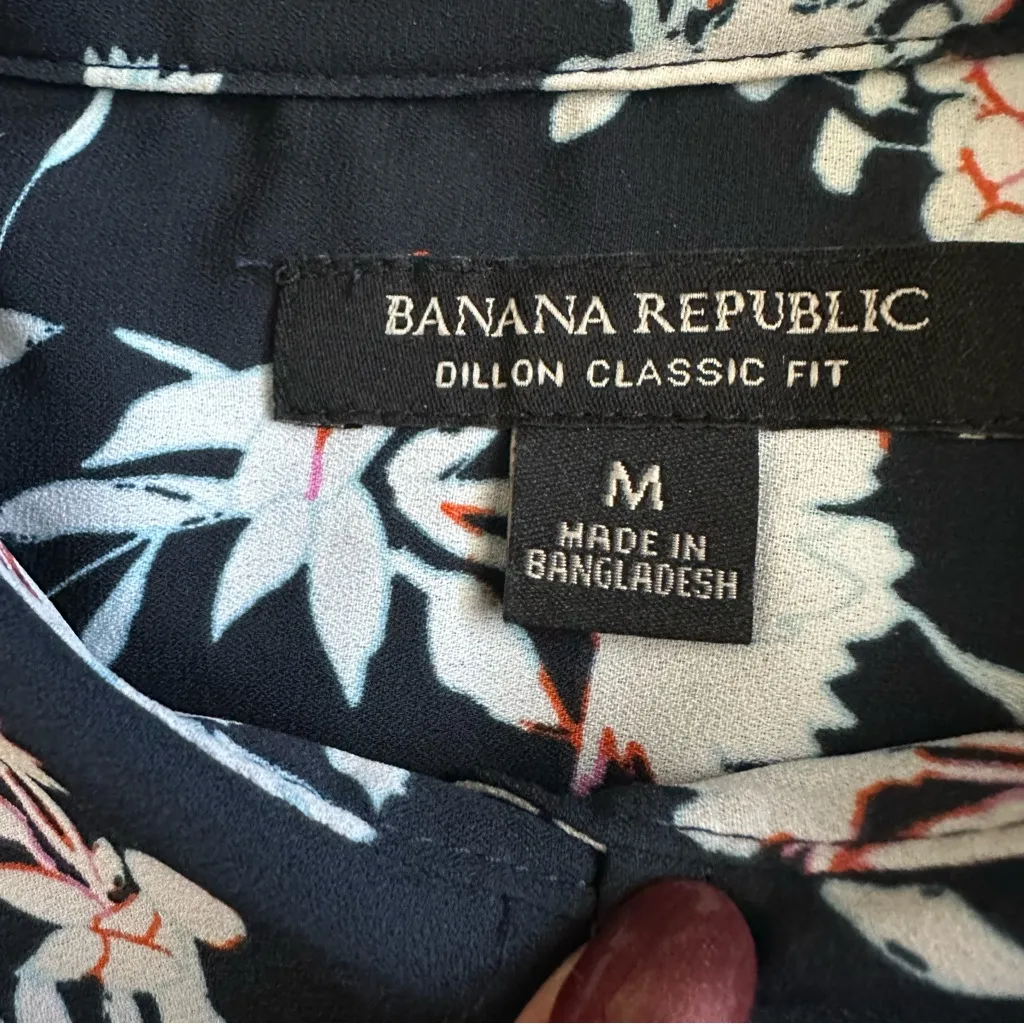 BANANA REPUBLIC
DILLON CLASSIC FIT
M
MADE IN
BANGLADESH